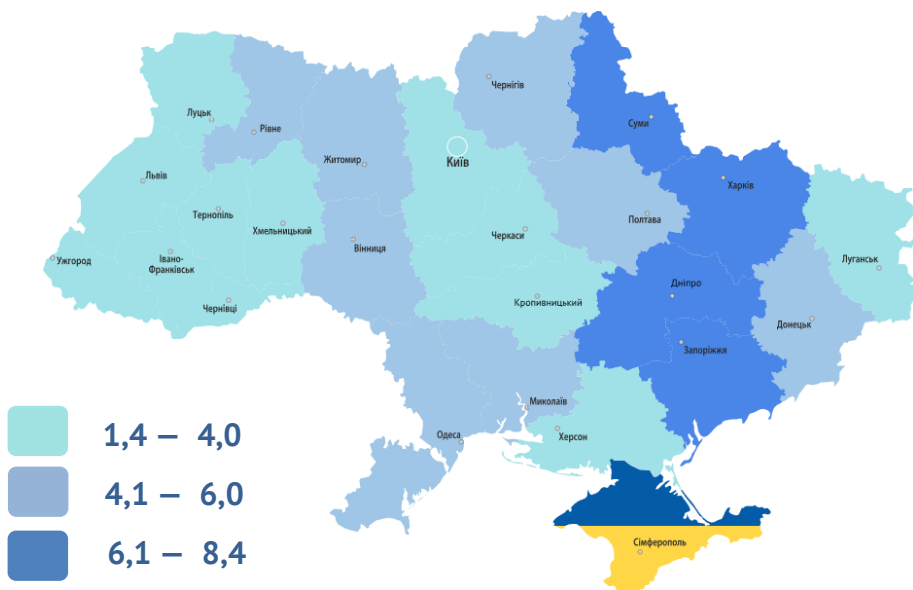 Чернігів
Луцьк
Рівне
Суми
Житомир
Київ
Львів
Харків
Тернопіль
Полтава
Хмельницький
Черкаси
Вінниця
Ужгород
Івано-
Франківськ
Луганськ
Чернівці
Дніпро
Кропивницький
Донецьк
Запоріжжя
Миколаїв
Одеса
Херсон
1,4 – 4,0
4,1 – 6,0
6,1 – 8,4
Сімферополь